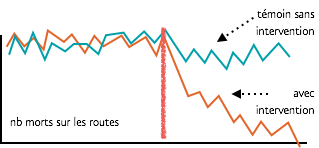 témoin sans
intervention
avec
intervention
nb morts sur les routes